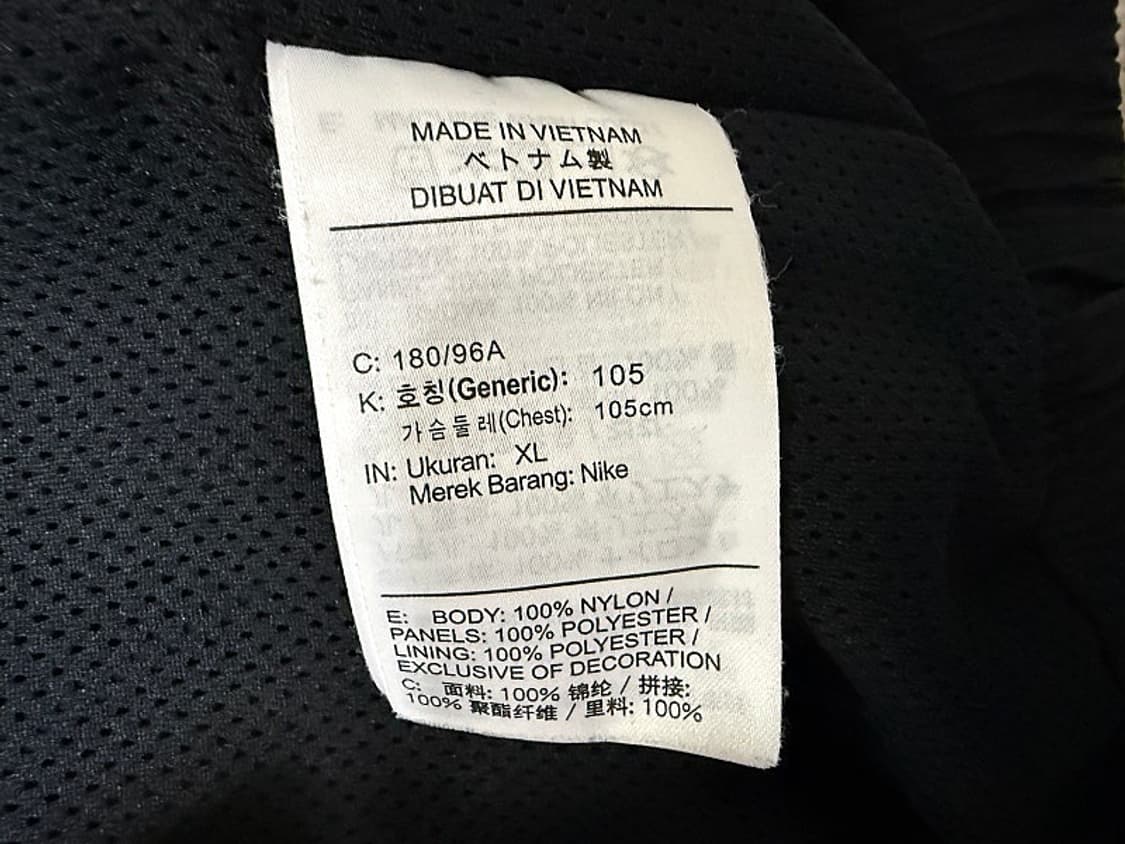 MADE IN VIETNAM
ベトナム製
DIBUAT DI VIETNAM
C: 180/96A
K: 호칭(Generic): 105
가슴둘레(Chest): 105cm
IN: Ukuran: XL
Merek Barang: Nike
E: BODY: 100% NYLON /
PANELS: 100% POLYESTER /
LINING: 100% POLYESTER /
EXCLUSIVE OF DECORATION
C: 面料: 100% 锦纶 / 拼接:
100% 聚酯纤维 / 里料: 100%